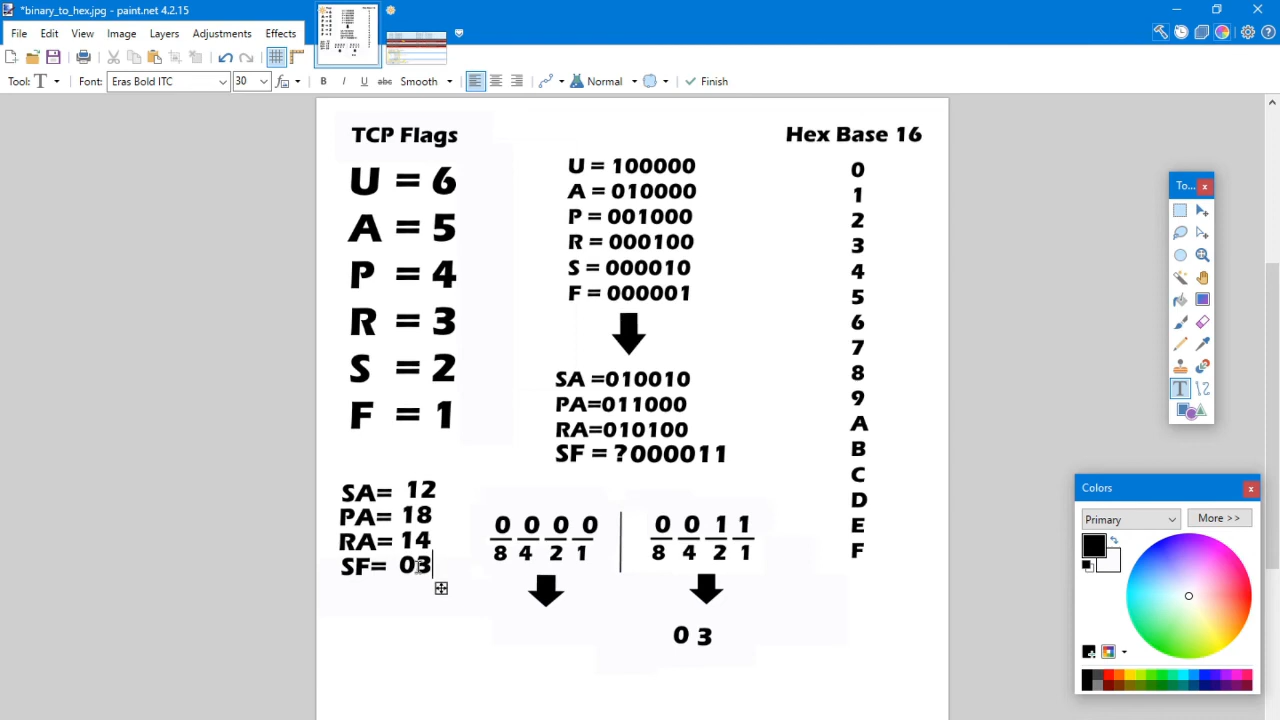 *binary_to_hex.jpg - paint.net 4.2.15
File Edit View Image Layers Adjustments Effects
Tool: T Font: Eras Bold ITC 30 fx B I U abc Smooth Normal Finish
TCP Flags
U = 6
A = 5
P = 4
R = 3
S = 2
F = 1
SA= 12
PA= 18
RA= 14
SF= 03
U = 100000
A = 010000
P = 001000
R = 000100
S = 000010
F = 000001
SA =010010
PA=011000
RA=010100
SF = ?000011
0 0 0 0
8 4 2 1
0 0 1 1
8 4 2 1
0 3
Hex Base 16
0
1
2
3
4
5
6
7
8
9
A
B
C
D
E
F
To...
Colors
Primary
More >>